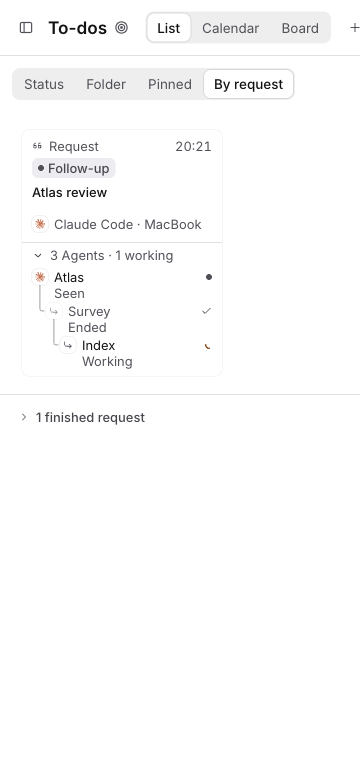 To-dos
List
Calendar
Board
Status
Folder
Pinned
By request
Request
20:21
Follow-up
Atlas review
Claude Code · MacBook
3 Agents · 1 working
Atlas
Seen
Survey
Ended
Index
Working
1 finished request